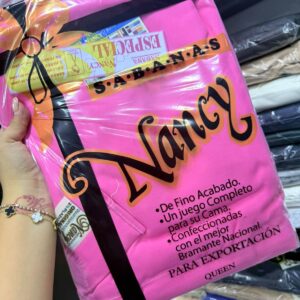 ESPECIAL
S•A•B•A•N•A•S
Nancy
•De Fino Acabado.
•Un juego Completo
para su Cama.
•Confeccionadas
con el mejor
Bramante Nacional.
PARA EXPORTACIÓN
QUEEN